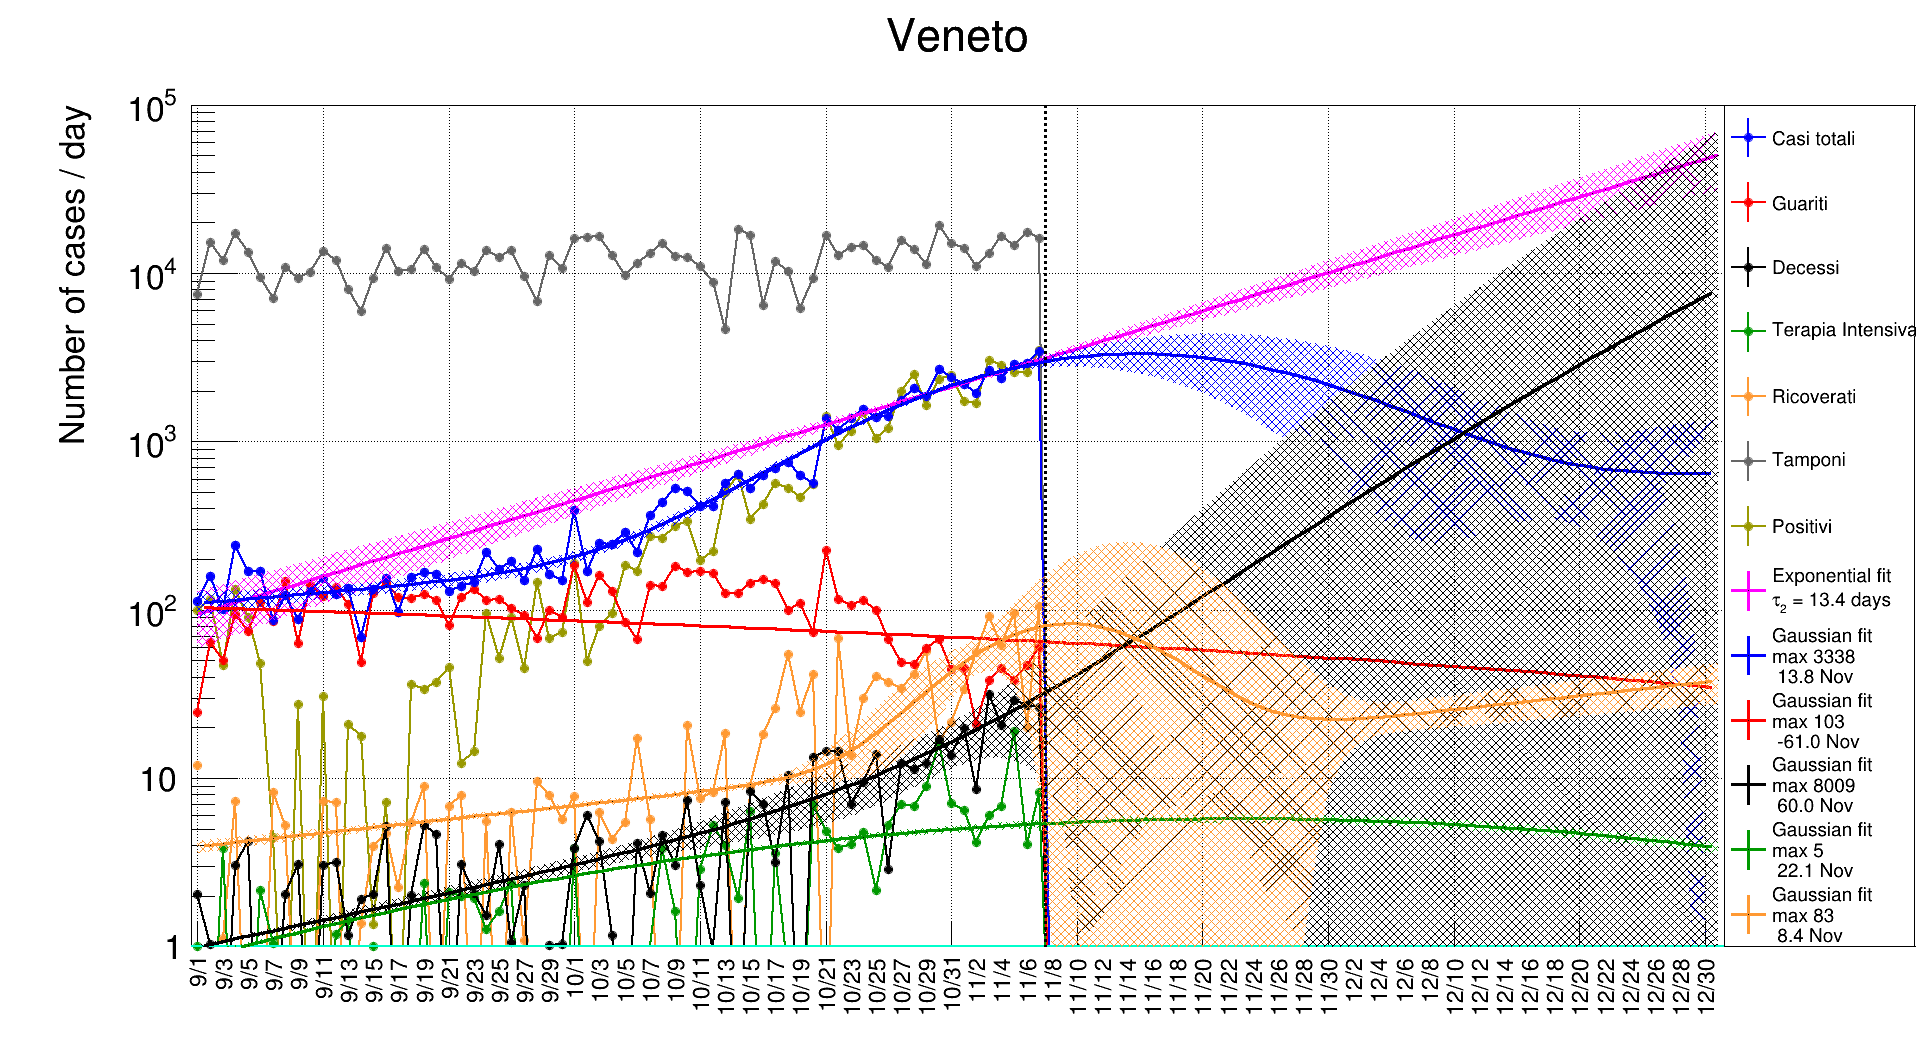 Veneto
Number of cases / day
10^5
10^4
10^3
10^2
10
1
9/1 9/3 9/5 9/7 9/9 9/11 9/13 9/15 9/17 9/19 9/21 9/23 9/25 9/27 9/29 10/1 10/3 10/5 10/7 10/9 10/11 10/13 10/15 10/17 10/19 10/21 10/23 10/25 10/27 10/29 10/31 11/2 11/4 11/6 11/8 11/10 11/12 11/14 11/16 11/18 11/20 11/22 11/24 11/26 11/28 11/30 12/2 12/4 12/6 12/8 12/10 12/12 12/14 12/16 12/18 12/20 12/22 12/24 12/26 12/28 12/30
Casi totali
Guariti
Decessi
Terapia Intensiva
Ricoverati
Tamponi
Positivi
Exponential fit
τ₂ = 13.4 days
Gaussian fit
max 3338
13.8 Nov
Gaussian fit
max 103
-61.0 Nov
Gaussian fit
max 8009
60.0 Nov
Gaussian fit
max 5
22.1 Nov
Gaussian fit
max 83
8.4 Nov